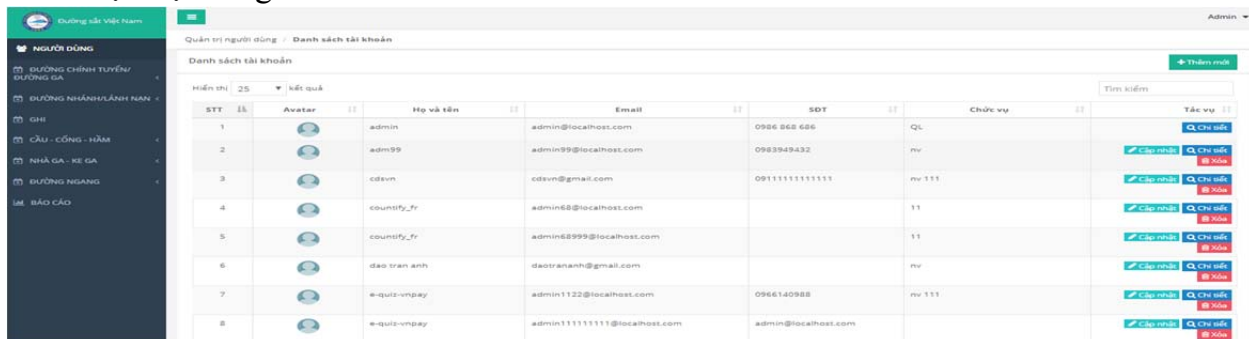 Đường sắt Việt Nam
Admin
NGƯỜI DÙNG
ĐƯỜNG CHÍNH TUYẾN/
ĐƯỜNG GA
ĐƯỜNG NHÁNH/LÁNH NẠN
GHI
CẦU - CỐNG - HẦM
NHÀ GA - KE GA
ĐƯỜNG NGANG
BÁO CÁO
Quản trị người dùng / Danh sách tài khoản
Danh sách tài khoản
Thêm mới
Hiển thị 25 kết quả
Tìm kiếm
STT Avatar Họ và tên Email SĐT Chức vụ Tác vụ
1 admin admin@localhost.com 0986 868 686 QL Chi tiết
2 adm99 admin99@localhost.com 0983949432 nv Cập nhật Chi tiết
Xóa
3 cdsvn cdsvn@gmail.com 09111111111111 nv 111 Cập nhật Chi tiết
Xóa
4 countify_fr admin68@localhost.com 11 Cập nhật Chi tiết
Xóa
5 countify_fr admin68999@localhost.com 11 Cập nhật Chi tiết
Xóa
6 dao tran anh daotrananh@gmail.com nv Cập nhật Chi tiết
Xóa
7 e-quiz-vnpay admin1122@localhost.com 0966140988 nv 111 Cập nhật Chi tiết
Xóa
8 e-quiz-vnpay admin111111111@localhost.com admin@localhost.com Cập nhật Chi tiết
Xóa